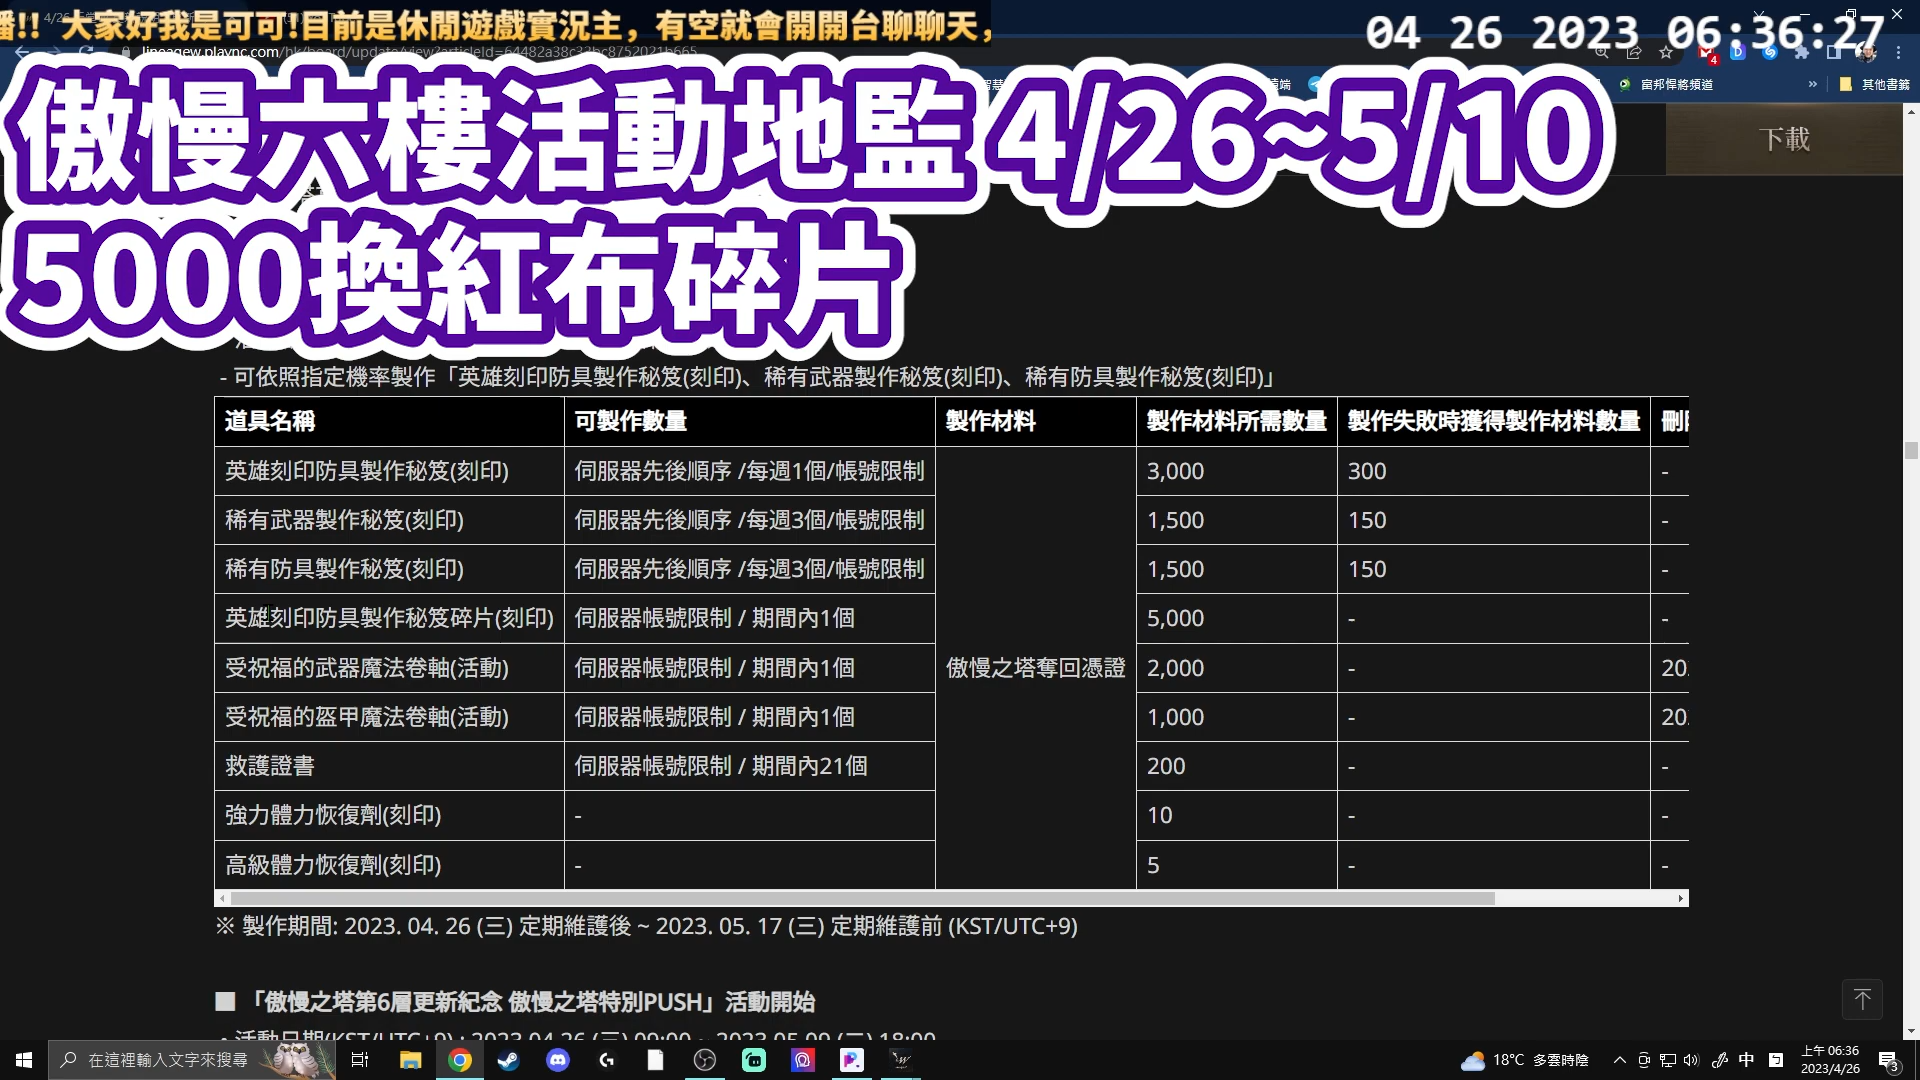 大家好我是可可!目前是休閒遊戲實況主，有空就會開開台聊聊天，
04 26 2023 06:36:27
富邦悍將頻道
其他書籤
傲慢六樓活動地監 4/26~5/10
下載
5000換紅布碎片
- 可依照指定機率製作「英雄刻印防具製作秘笈(刻印)、稀有武器製作秘笈(刻印)、稀有防具製作秘笈(刻印)」
道具名稱 可製作數量 製作材料 製作材料所需數量 製作失敗時獲得製作材料數量
英雄刻印防具製作秘笈(刻印) 伺服器先後順序 /每週1個/帳號限制 3,000 300 -
稀有武器製作秘笈(刻印) 伺服器先後順序 /每週3個/帳號限制 1,500 150 -
稀有防具製作秘笈(刻印) 伺服器先後順序 /每週3個/帳號限制 1,500 150 -
英雄刻印防具製作秘笈碎片(刻印) 伺服器帳號限制 / 期間內1個 5,000 - -
受祝福的武器魔法卷軸(活動) 伺服器帳號限制 / 期間內1個 傲慢之塔奪回憑證 2,000 - 20
受祝福的盔甲魔法卷軸(活動) 伺服器帳號限制 / 期間內1個 1,000 - 20
救護證書 伺服器帳號限制 / 期間內21個 200 - -
強力體力恢復劑(刻印) - 10 - -
高級體力恢復劑(刻印) - 5 - -
※ 製作期間: 2023. 04. 26 (三) 定期維護後 ~ 2023. 05. 17 (三) 定期維護前 (KST/UTC+9)
■ 「傲慢之塔第6層更新紀念 傲慢之塔特別PUSH」活動開始
在這裡輸入文字來搜尋
18°C 多雲時陰
中
上午 06:36
2023/4/26